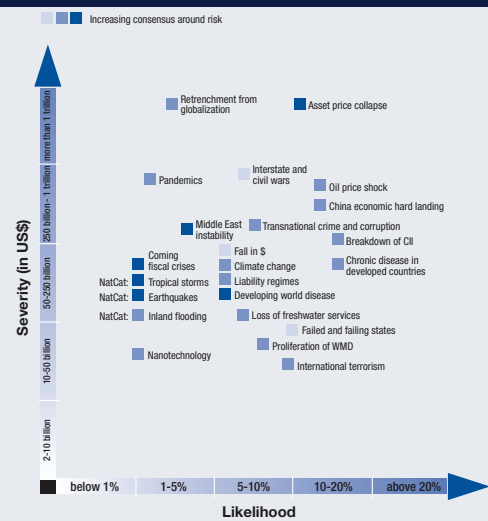 Increasing consensus around risk
Severity (in US$)
more than 1 trillion
250 billion - 1 trillion
50-250 billion
10-50 billion
2-10 billion
Retrenchment from
globalization
Asset price collapse
Pandemics
Interstate and
civil wars
Oil price shock
China economic hard landing
Middle East
instability
Transnational crime and corruption
Breakdown of CII
Fall in $
Coming
fiscal crises
Climate change
Chronic disease in
developed countries
NatCat: Tropical storms
Liability regimes
NatCat: Earthquakes
Developing world disease
NatCat: Inland flooding
Loss of freshwater services
Failed and failing states
Proliferation of WMD
Nanotechnology
International terrorism
below 1%
1-5%
5-10%
10-20%
above 20%
Likelihood